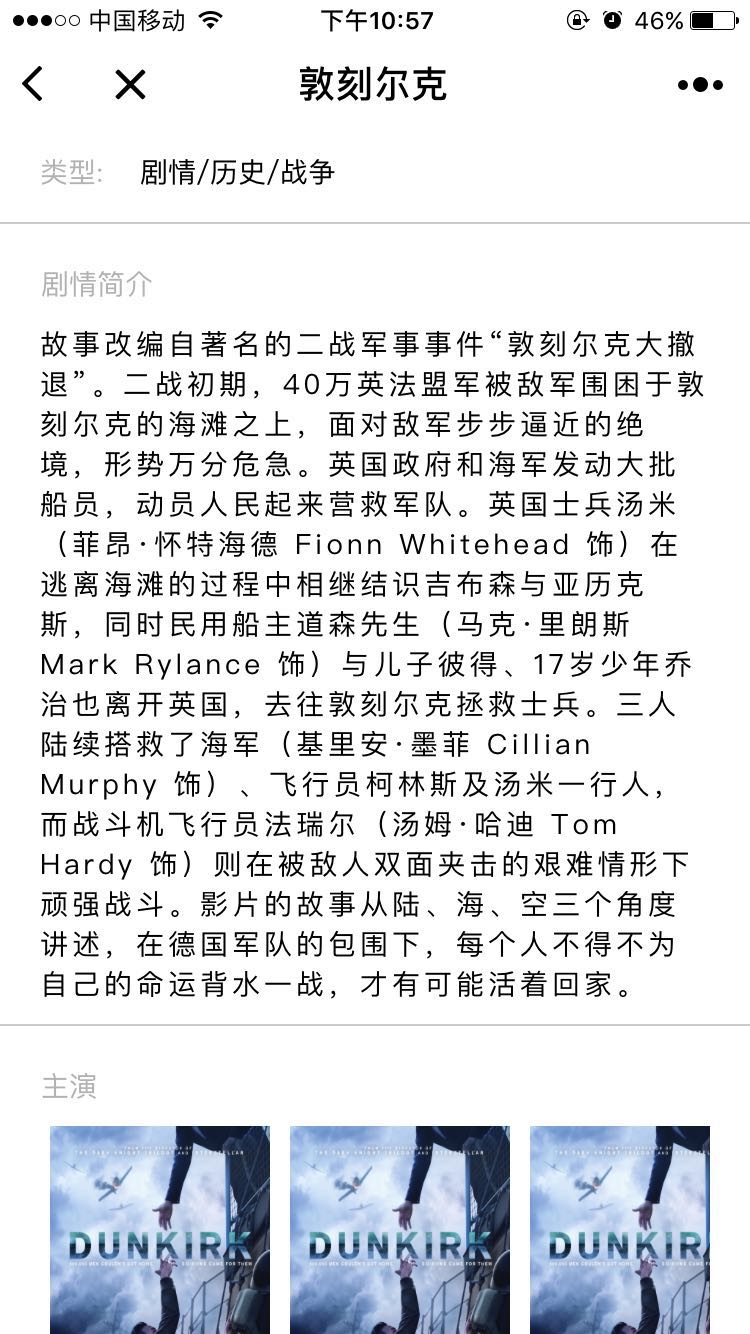 中国移动 下午10:57 46%
敦刻尔克
类型: 剧情/历史/战争
剧情简介
故事改编自著名的二战军事事件“敦刻尔克大撤
退”。二战初期，40万英法盟军被敌军围困于敦
刻尔克的海滩之上，面对敌军步步逼近的绝
境，形势万分危急。英国政府和海军发动大批
船员，动员人民起来营救军队。英国士兵汤米
（菲昂·怀特海德 Fionn Whitehead 饰）在
逃离海滩的过程中相继结识吉布森与亚历克
斯，同时民用船主道森先生（马克·里朗斯
Mark Rylance 饰）与儿子彼得、17岁少年乔
治也离开英国，去往敦刻尔克拯救士兵。三人
陆续搭救了海军（基里安·墨菲 Cillian
Murphy 饰）、飞行员柯林斯及汤米一行人，
而战斗机飞行员法瑞尔（汤姆·哈迪 Tom
Hardy 饰）则在被敌人双面夹击的艰难情形下
顽强战斗。影片的故事从陆、海、空三个角度
讲述，在德国军队的包围下，每个人不得不为
自己的命运背水一战，才有可能活着回家。
主演
DUNKIRK DUNKIRK DUNKIR